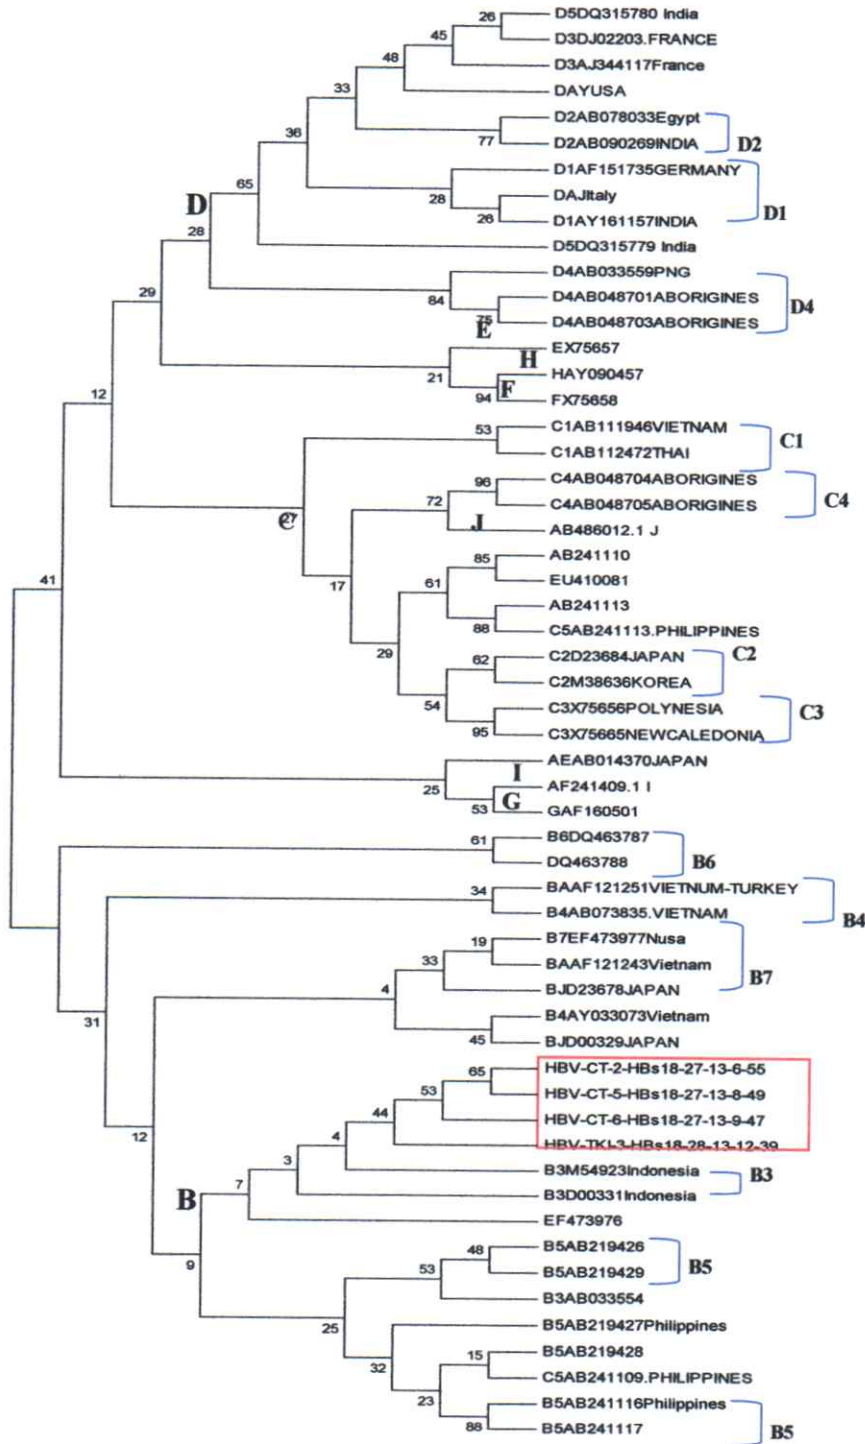 D5DQ315780 India
26
D3DJ02203.FRANCE
45
D3AJ344117France
48
DAYUSA
33
D2AB078033Egypt
77
D2AB090269INDIA
D2
36
D1AF151735GERMANY
65
28
DAJItaly
D
26
D1AY161157INDIA
D1
28
D5DQ315779 India
D4AB033559PNG
29
84
D4AB048701ABORIGINES
D4
75
D4AB048703ABORIGINES
E
EX75657
H
21
HAY090457
12
F
94
FX75658
53
C1AB111946VIETNAM
C1
C1AB112472THAI
96
C4AB048704ABORIGINES
72
C4AB048705ABORIGINES
C4
C
27
J
AB486012.1 J
85
AB241110
41
17
61
EU410081
AB241113
88
C5AB241113.PHILIPPINES
29
62
C2D23684JAPAN
C2
C2M38636KOREA
54
C3X75656POLYNESIA
C3
95
C3X75665NEWCALEDONIA
AEAB014370JAPAN
I
25
AF241409.1 I
G
53
GAF160501
61
B6DQ463787
DQ463788
B6
34
BAAF121251VIETNUM-TURKEY
B4AB073835.VIETNAM
B4
19
B7EF473977Nusa
33
BAAF121243Vietnam
B7
4
BJD23678JAPAN
31
B4AY033073Vietnam
45
BJD00329JAPAN
65
HBV-CT-2-HBs18-27-13-6-55
53
HBV-CT-5-HBs18-27-13-8-49
44
HBV-CT-6-HBs18-27-13-9-47
12
4
HBV-TKI-3-HBs18-28-13-12-39
3
B3M54923Indonesia
B3
B
7
B3D00331Indonesia
EF473976
9
48
B5AB219426
53
B5AB219429
B5
B3AB033554
25
B5AB219427Philippines
32
15
B5AB219428
C5AB241109.PHILIPPINES
23
B5AB241116Philippines
88
B5AB241117
B5